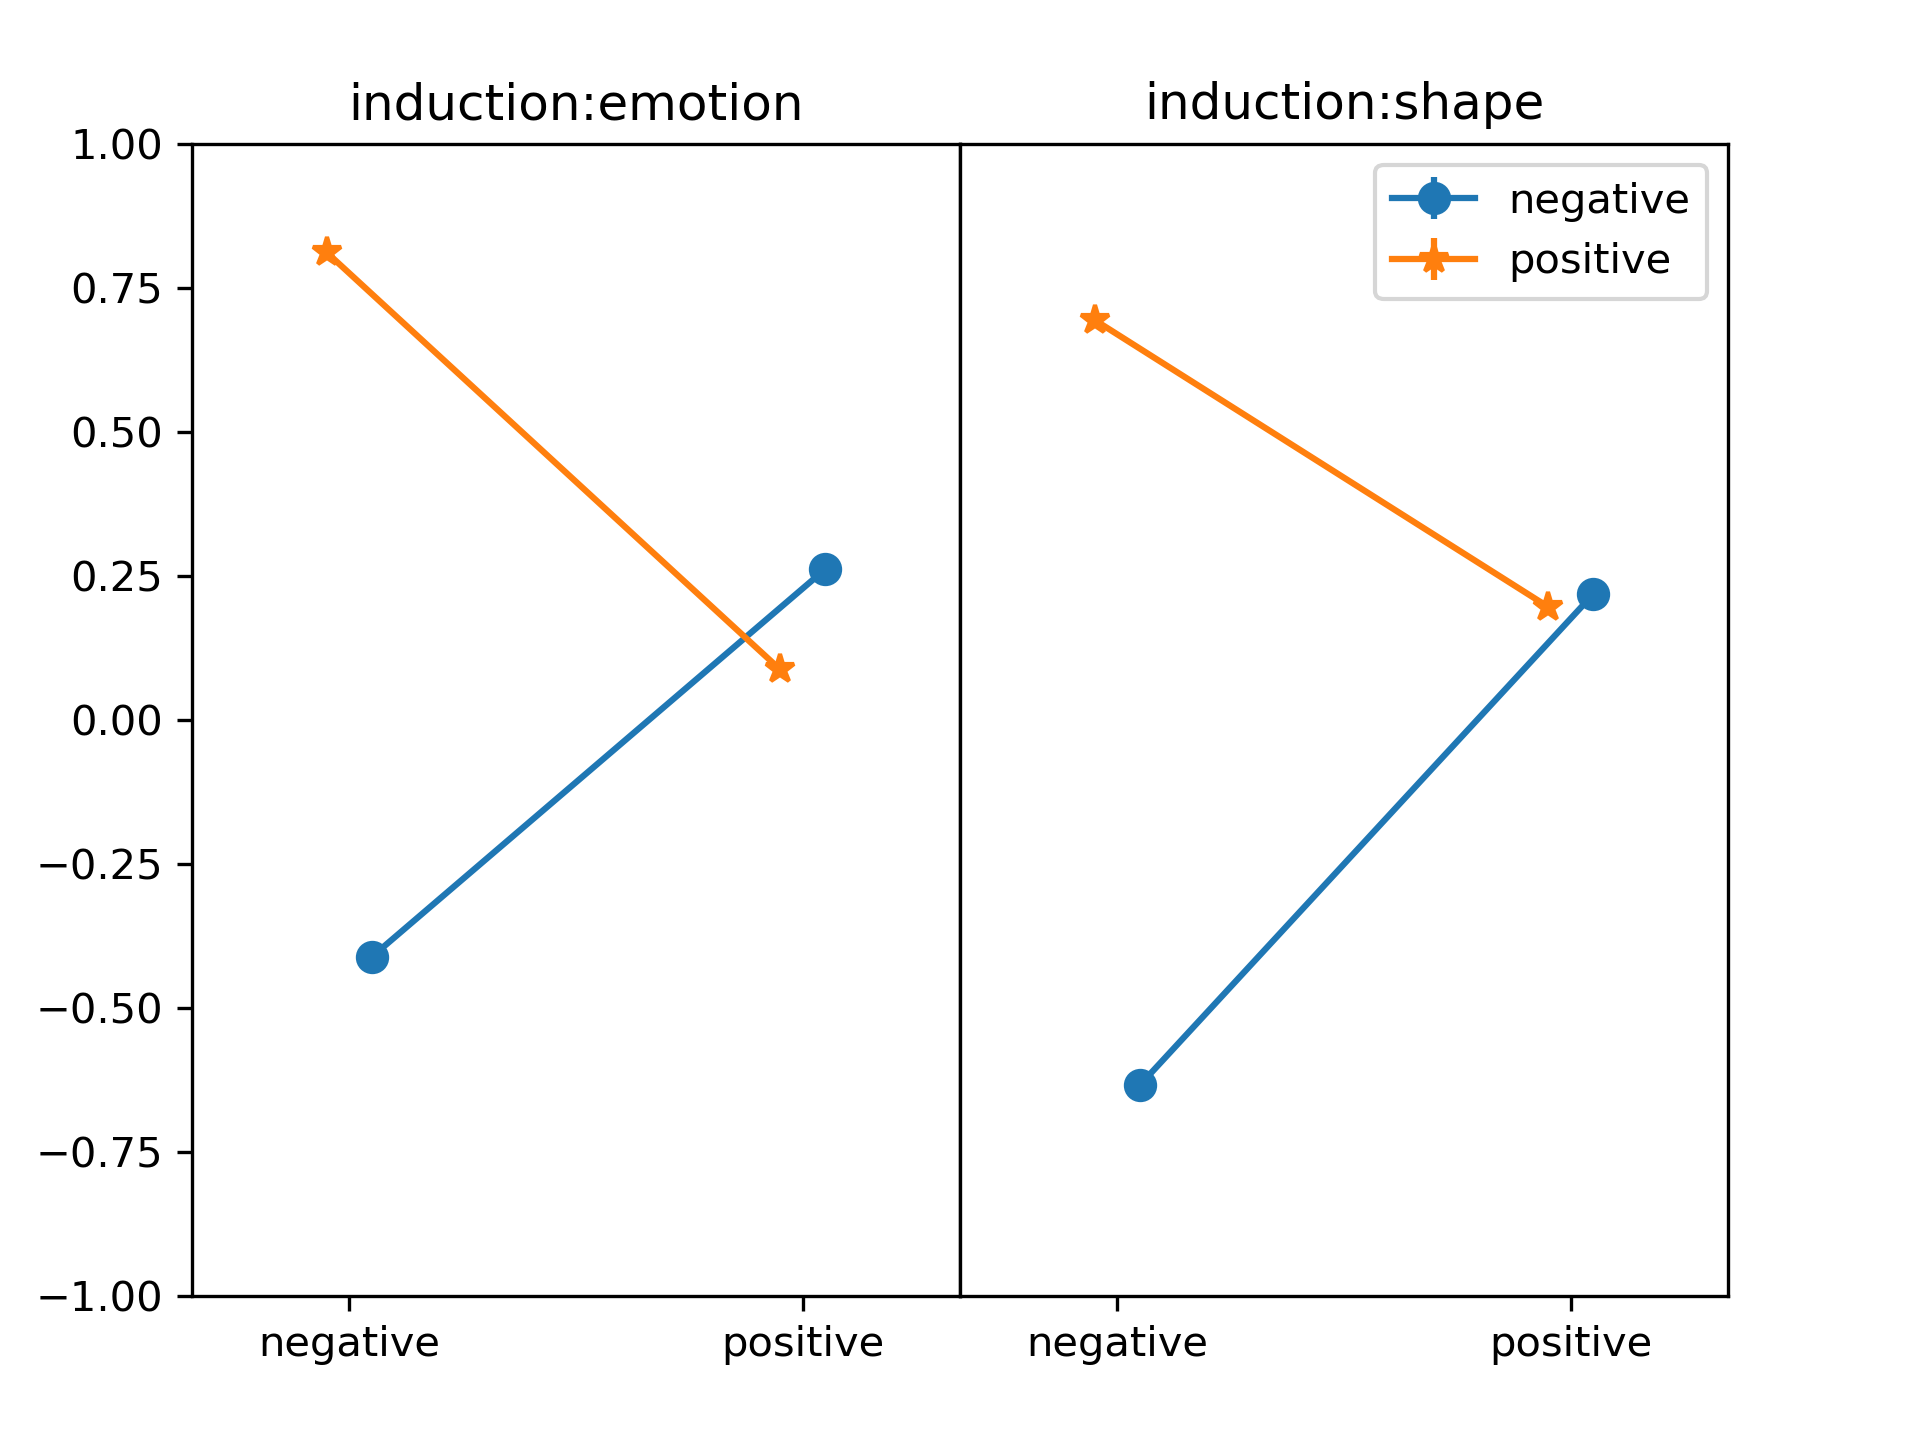 induction:emotion
induction:shape
1.00
0.75
0.50
0.25
0.00
−0.25
−0.50
−0.75
−1.00
negative
positive
negative
positive
negative
positive